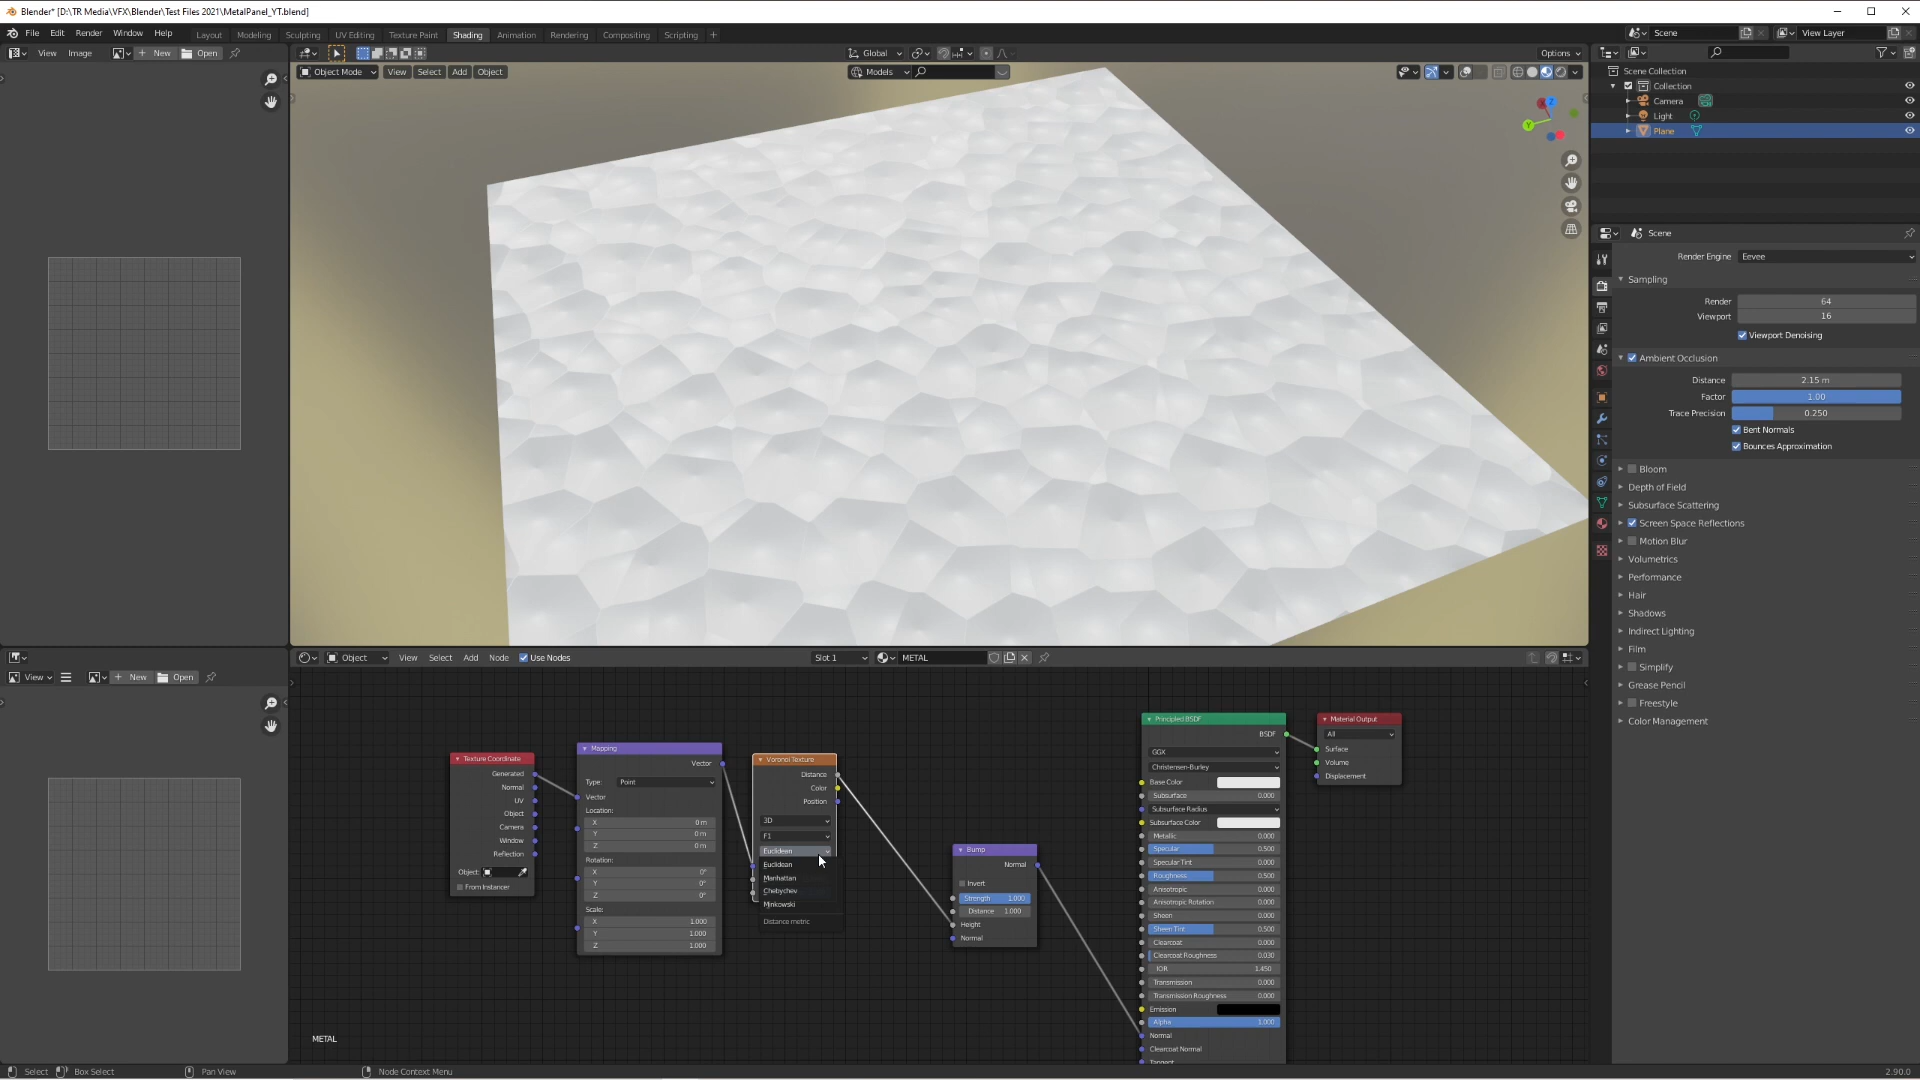 Blender* [D:\TR Media\VFX\Blender\Test Files 2021\MetalPanel_YT.blend]
File Edit Render Window Help Layout Modeling Sculpting UV Editing Texture Paint Shading Animation Rendering Compositing Scripting + Scene View Layer
View Image New Open Global Options
Object Mode View Select Add Object Models
Scene Collection
Collection
Camera
Light
Plane
Scene
Render Engine Eevee
Sampling
Render 64
Viewport 16
Viewport Denoising
Ambient Occlusion
Distance 2.15 m
Factor 1.00
Trace Precision 0.250
Bent Normals
Bounces Approximation
Bloom
Depth of Field
Subsurface Scattering
Screen Space Reflections
Motion Blur
Volumetrics
Performance
Hair
Shadows
Indirect Lighting
Film
Simplify
Grease Pencil
Freestyle
Color Management
Object View Select Add Node Use Nodes Slot 1 METAL
View New Open
Texture Coordinate
Generated
Normal
UV
Object
Camera
Window
Reflection
Object:
From Instancer
Mapping
Vector
Type: Point
Vector
Location:
X 0 m
Y 0 m
Z 0 m
Rotation:
X 0°
Y 0°
Z 0°
Scale:
X 1.000
Y 1.000
Z 1.000
Voronoi Texture
Distance
Color
Position
3D
F1
Euclidean
Euclidean
Manhattan
Chebychev
Minkowski
Distance metric
Bump
Normal
Invert
Strength 1.000
Distance 1.000
Height
Normal
Principled BSDF
BSDF
GGX
Christensen-Burley
Base Color
Subsurface 0.000
Subsurface Radius
Subsurface Color
Metallic 0.000
Specular 0.500
Specular Tint 0.000
Roughness 0.500
Anisotropic 0.000
Anisotropic Rotation 0.000
Sheen 0.000
Sheen Tint 0.500
Clearcoat 0.000
Clearcoat Roughness 0.030
IOR 1.450
Transmission 0.000
Transmission Roughness 0.000
Emission
Alpha 1.000
Normal
Clearcoat Normal
Tangent
Material Output
All
Surface
Volume
Displacement
METAL
Select Box Select Pan View Node Context Menu 2.90.0